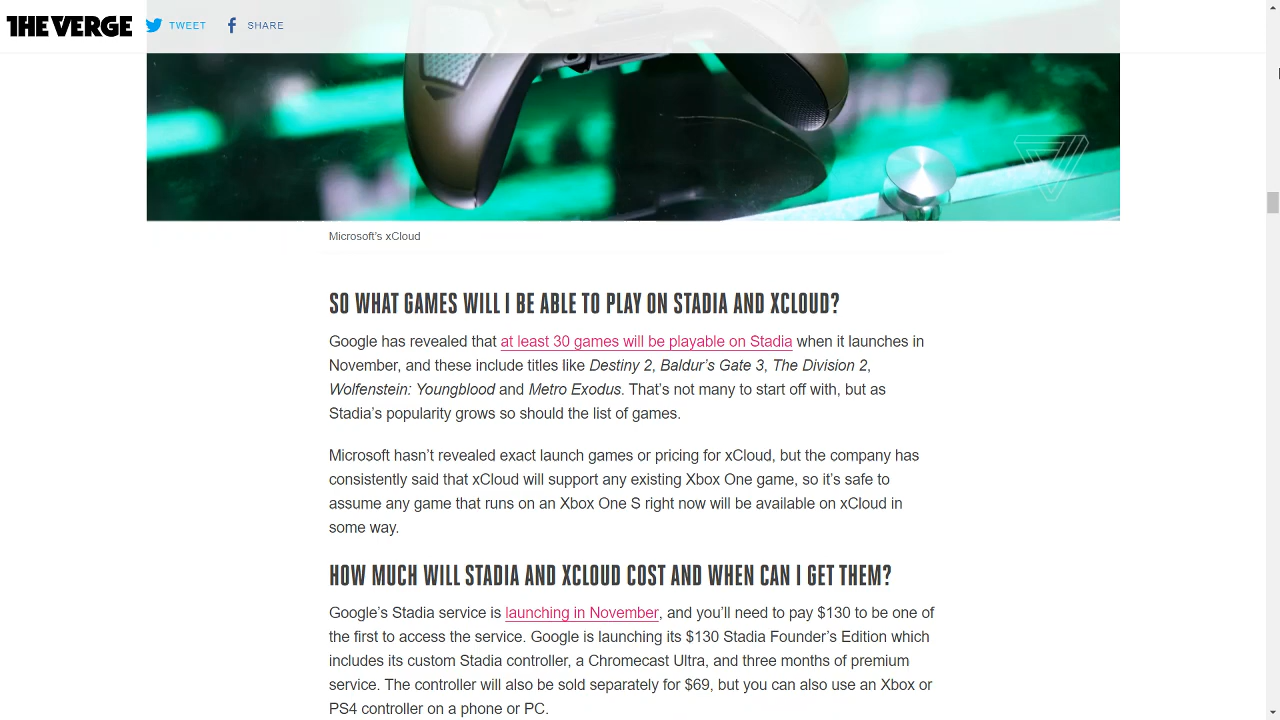 THE VERGE
TWEET
SHARE
Microsoft's xCloud
SO WHAT GAMES WILL I BE ABLE TO PLAY ON STADIA AND XCLOUD?
Google has revealed that at least 30 games will be playable on Stadia when it launches in
November, and these include titles like Destiny 2, Baldur's Gate 3, The Division 2,
Wolfenstein: Youngblood and Metro Exodus. That's not many to start off with, but as
Stadia's popularity grows so should the list of games.
Microsoft hasn't revealed exact launch games or pricing for xCloud, but the company has
consistently said that xCloud will support any existing Xbox One game, so it's safe to
assume any game that runs on an Xbox One S right now will be available on xCloud in
some way.
HOW MUCH WILL STADIA AND XCLOUD COST AND WHEN CAN I GET THEM?
Google's Stadia service is launching in November, and you'll need to pay $130 to be one of
the first to access the service. Google is launching its $130 Stadia Founder's Edition which
includes its custom Stadia controller, a Chromecast Ultra, and three months of premium
service. The controller will also be sold separately for $69, but you can also use an Xbox or
PS4 controller on a phone or PC.